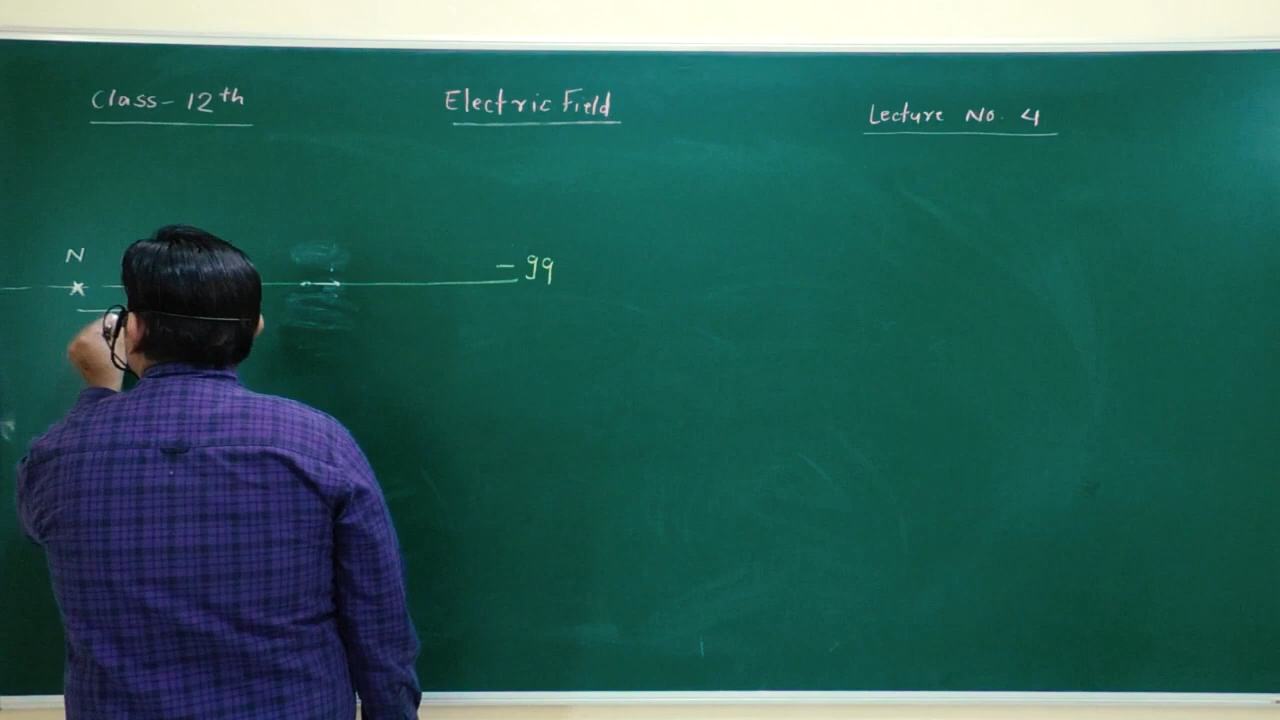 Class - 12th
Electric Field
Lecture No. 4
N
- 9q